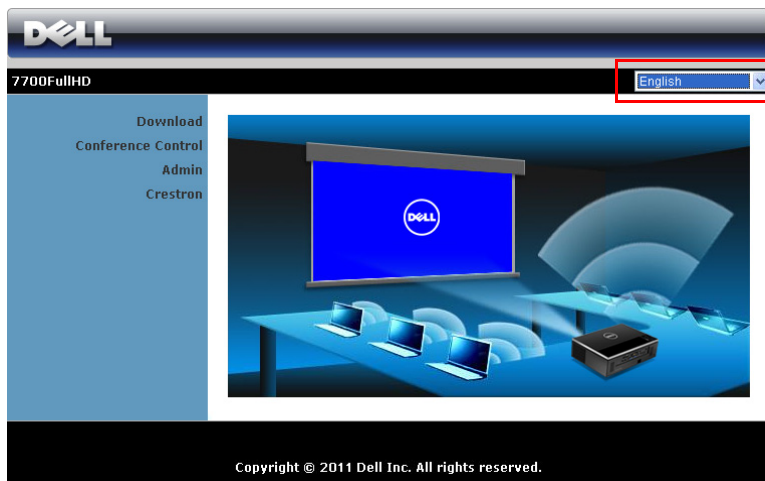 DELL
7700FullHD
English
Download
Conference Control
Admin
Crestron
DELL
Copyright © 2011 Dell Inc. All rights reserved.